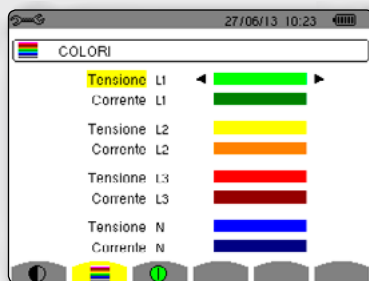 27/06/13 10:23
COLORI
Tensione L1
Corrente L1
Tensione L2
Corrente L2
Tensione L3
Corrente L3
Tensione N
Corrente N